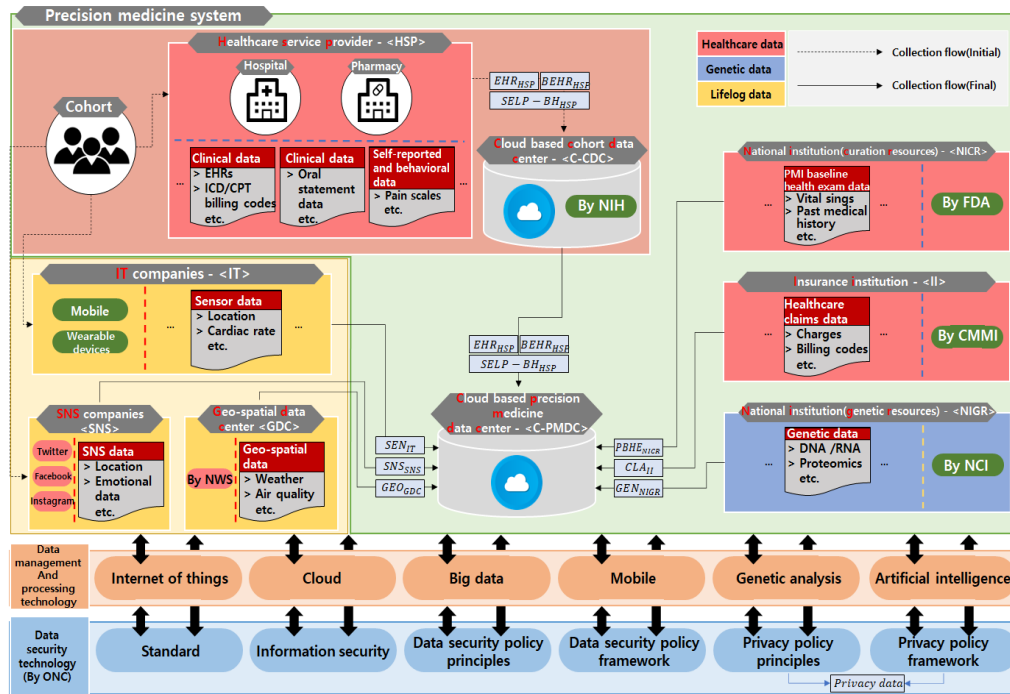 Precision medicine system
Healthcare service provider - <HSP>
Hospital
Pharmacy
Cohort
...
Clinical data
> EHRs
> ICD/CPT
billing codes
etc.
Clinical data
> Oral
statement
data
etc.
Self-reported
and behavioral
data
> Pain scales
etc.
...
EHR_HSP
BEHR_HSP
SELP − BH_HSP
Cloud based cohort data
center - <C-CDC>
By NIH
Healthcare data
Genetic data
Lifelog data
Collection flow(Initial)
Collection flow(Final)
National institution(curation resources) - <NICR>
...
PMI baseline
health exam data
> Vital sings
> Past medical
history
etc.
...
By FDA
Insurance institution - <II>
...
Healthcare
claims data
> Charges
> Billing codes
etc.
...
By CMMI
National institution(genetic resources) - <NIGR>
...
Genetic data
> DNA /RNA
> Proteomics
etc.
...
By NCI
IT companies - <IT>
Mobile
Wearable
devices
...
Sensor data
> Location
> Cardiac rate
etc.
...
SNS companies
<SNS>
Twitter
Facebook
Instagram
SNS data
> Location
> Emotional
data
etc.
Geo-spatial data
center <GDC>
By NWS
Geo-spatial
data
> Weather
> Air quality
etc.
EHR_HSP
BEHR_HSP
SELP − BH_HSP
Cloud based precision
medicine
data center - <C-PMDC>
SEN_IT
SNS_SNS
GEO_GDC
PBHE_NICR
CLA_II
GEN_NIGR
Data
management
And
processing
technology
Internet of things
Cloud
Big data
Mobile
Genetic analysis
Artificial intelligence
Data
security
technology
(By ONC)
Standard
Information security
Data security policy
principles
Data security policy
framework
Privacy policy
principles
Privacy policy
framework
Privacy data